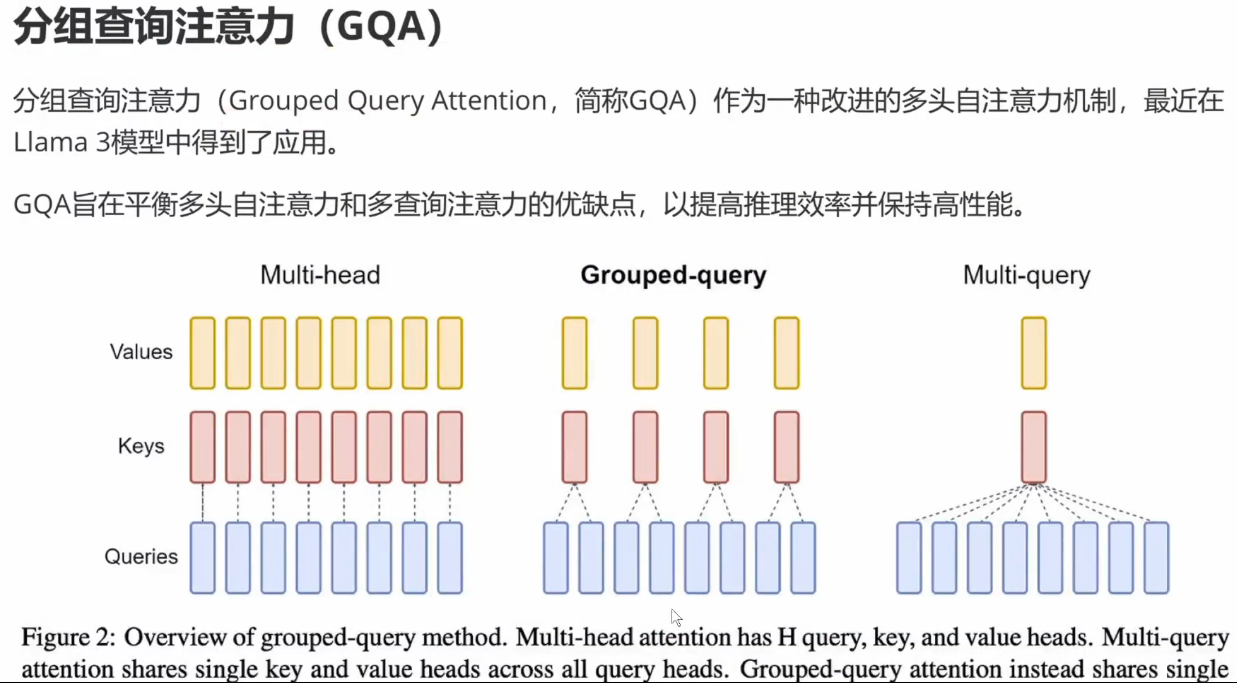 分组查询注意力（GQA）
分组查询注意力（Grouped Query Attention，简称GQA）作为一种改进的多头自注意力机制，最近在
Llama 3模型中得到了应用。
GQA旨在平衡多头自注意力和多查询注意力的优缺点，以提高推理效率并保持高性能。
Multi-head
Grouped-query
Multi-query
Values
Keys
Queries
Figure 2: Overview of grouped-query method. Multi-head attention has H query, key, and value heads. Multi-query
attention shares single key and value heads across all query heads. Grouped-query attention instead shares single